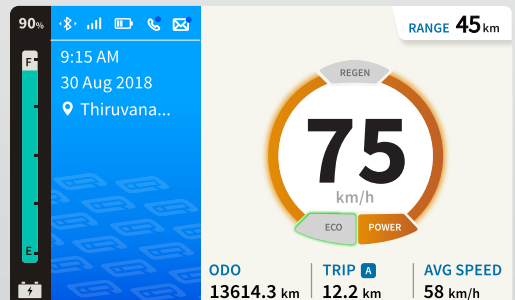 90%
F
E
9:15 AM
30 Aug 2018
Thiruvana...
RANGE 45 km
REGEN
75
km/h
ECO
POWER
ODO
13614.3 km
TRIP A
12.2 km
AVG SPEED
58 km/h